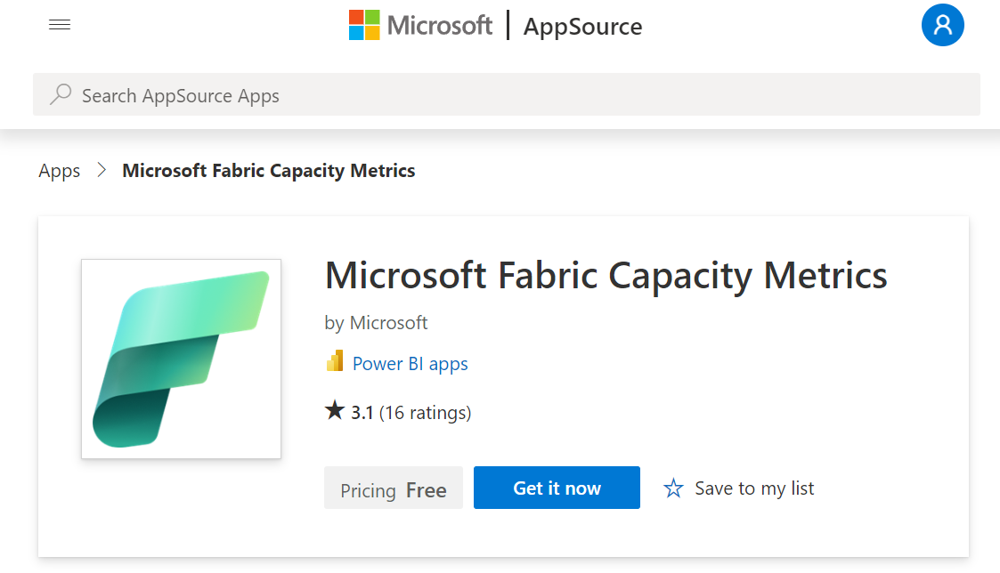 Microsoft | AppSource
Search AppSource Apps
Apps > Microsoft Fabric Capacity Metrics
Microsoft Fabric Capacity Metrics
by Microsoft
Power BI apps
★ 3.1 (16 ratings)
Pricing Free Get it now ☆ Save to my list